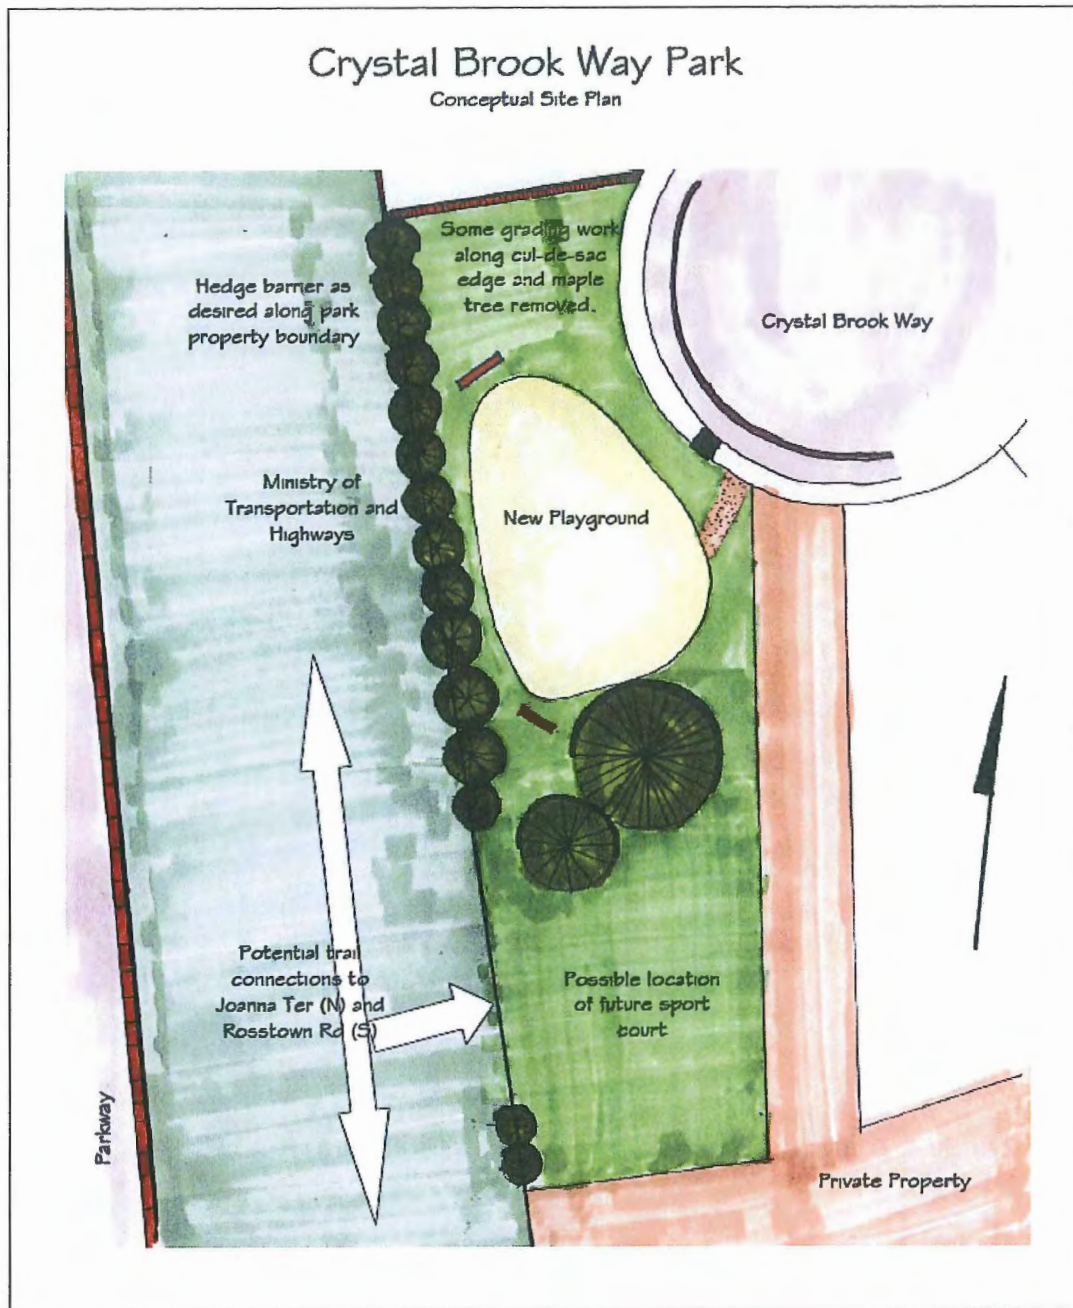 Crystal Brook Way Park
Conceptual Site Plan
Some grading work
along cul-de-sac
edge and maple
tree removed.
Hedge barrier as
desired along park
property boundary
Crystal Brook Way
Ministry of
Transportation and
Highways
New Playground
Potential trail
connections to
Joanna Ter (N) and
Rosstown Rd (S)
Possible location
of future sport
court
Parkway
Private Property